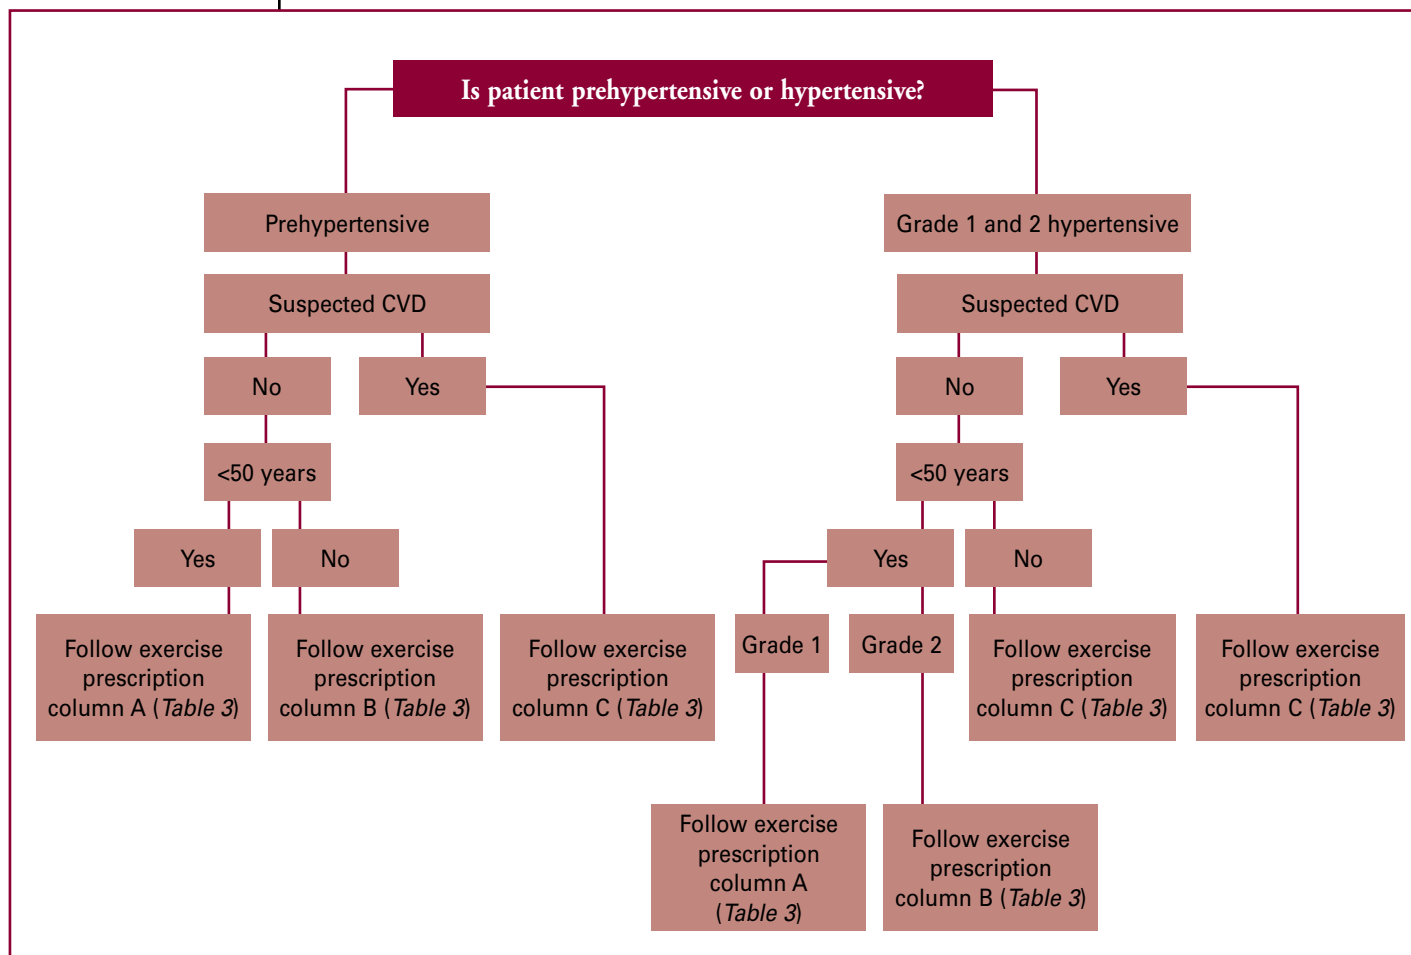 Is patient prehypertensive or hypertensive?
Prehypertensive
Grade 1 and 2 hypertensive
Suspected CVD
Suspected CVD
No
Yes
No
Yes
<50 years
<50 years
Yes
No
Yes
No
Follow exercise
prescription
column A (Table 3)
Follow exercise
prescription
column B (Table 3)
Follow exercise
prescription
column C (Table 3)
Grade 1
Grade 2
Follow exercise
prescription
column C (Table 3)
Follow exercise
prescription
column C (Table 3)
Follow exercise
prescription
column A
(Table 3)
Follow exercise
prescription
column B (Table 3)